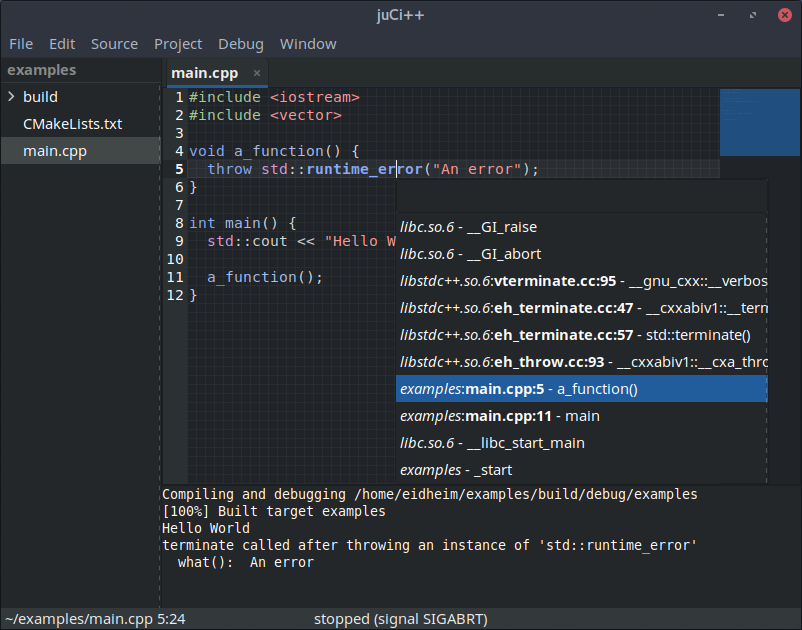 juCi++
File Edit Source Project Debug Window
examples
build
CMakeLists.txt
main.cpp
main.cpp ×
1 #include <iostream>
2 #include <vector>
3
4 void a_function() {
5 throw std::runtime_error("An error");
6 }
7
8 int main() {
9 std::cout << "Hello W
10
11 a_function();
12 }
libc.so.6 - __GI_raise
libc.so.6 - __GI_abort
libstdc++.so.6:vterminate.cc:95 - __gnu_cxx::__verbos
libstdc++.so.6:eh_terminate.cc:47 - __cxxabiv1::__tern
libstdc++.so.6:eh_terminate.cc:57 - std::terminate()
libstdc++.so.6:eh_throw.cc:93 - __cxxabiv1::__cxa_thro
examples:main.cpp:5 - a_function()
examples:main.cpp:11 - main
libc.so.6 - __libc_start_main
examples - _start
Compiling and debugging /home/eidheim/examples/build/debug/examples
[100%] Built target examples
Hello World
terminate called after throwing an instance of 'std::runtime_error'
what():  An error
~/examples/main.cpp 5:24
stopped (signal SIGABRT)